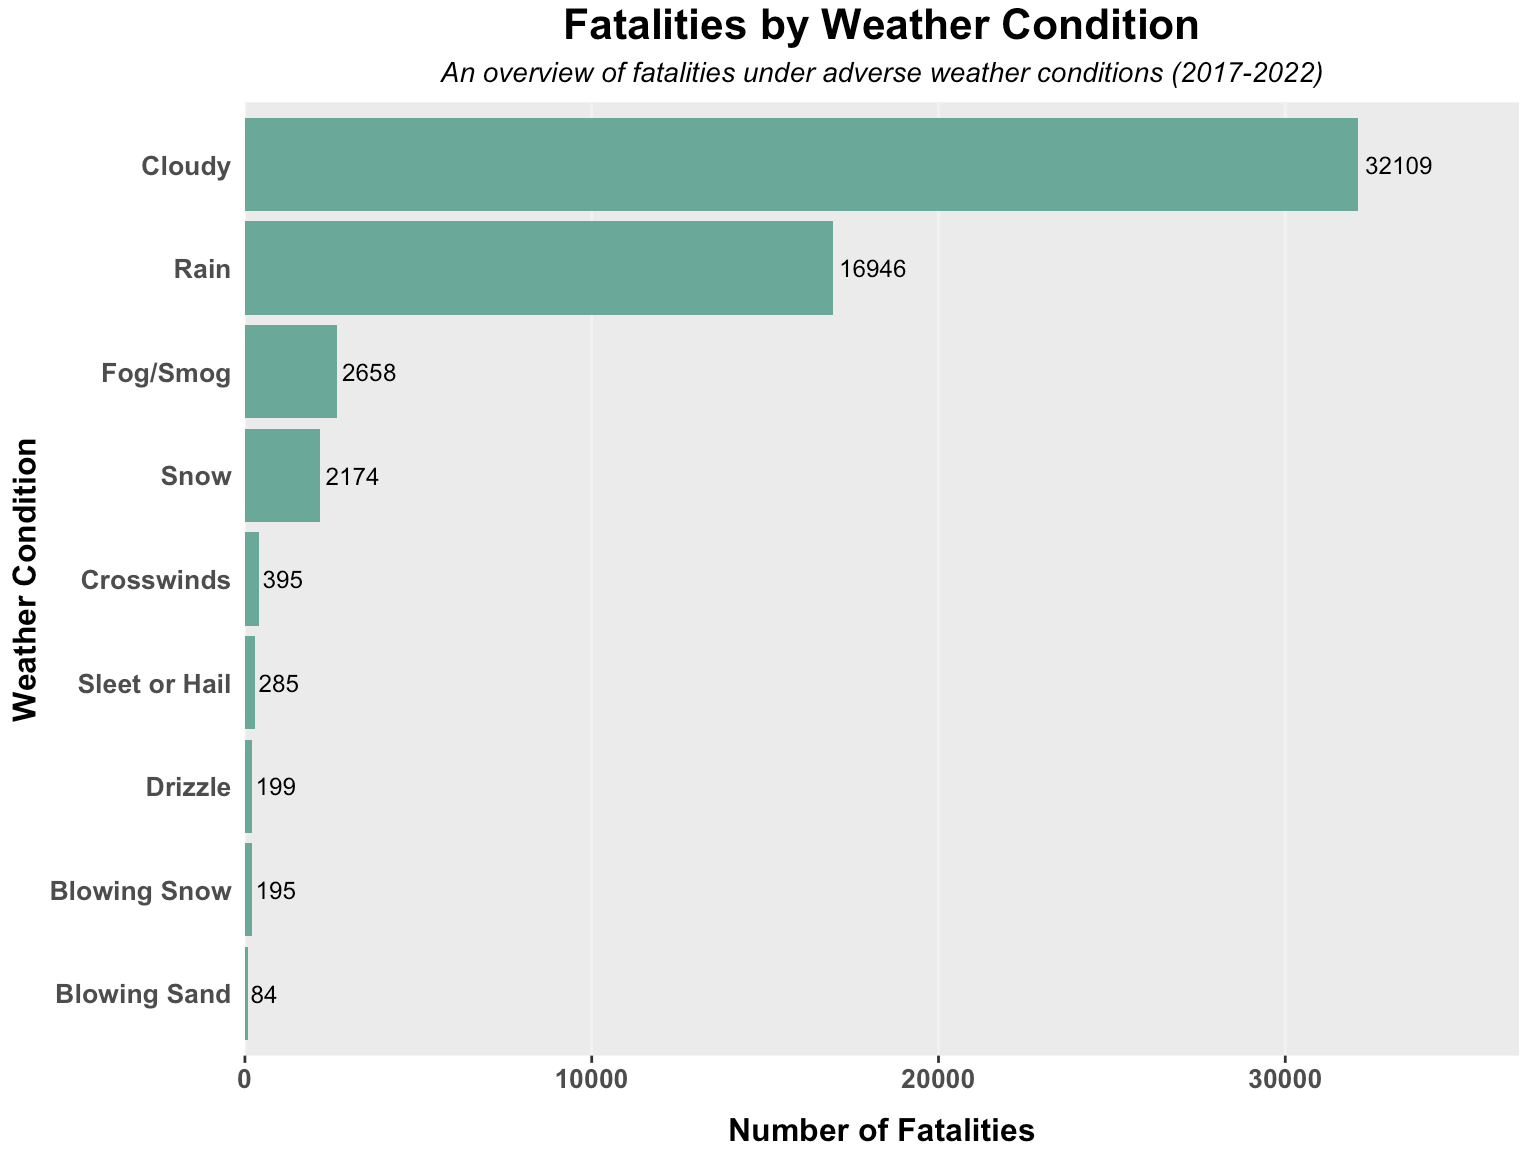 Fatalities by Weather Condition
An overview of fatalities under adverse weather conditions (2017-2022)
Weather Condition
Cloudy 32109
Rain 16946
Fog/Smog 2658
Snow 2174
Crosswinds 395
Sleet or Hail 285
Drizzle 199
Blowing Snow 195
Blowing Sand 84
0 10000 20000 30000
Number of Fatalities